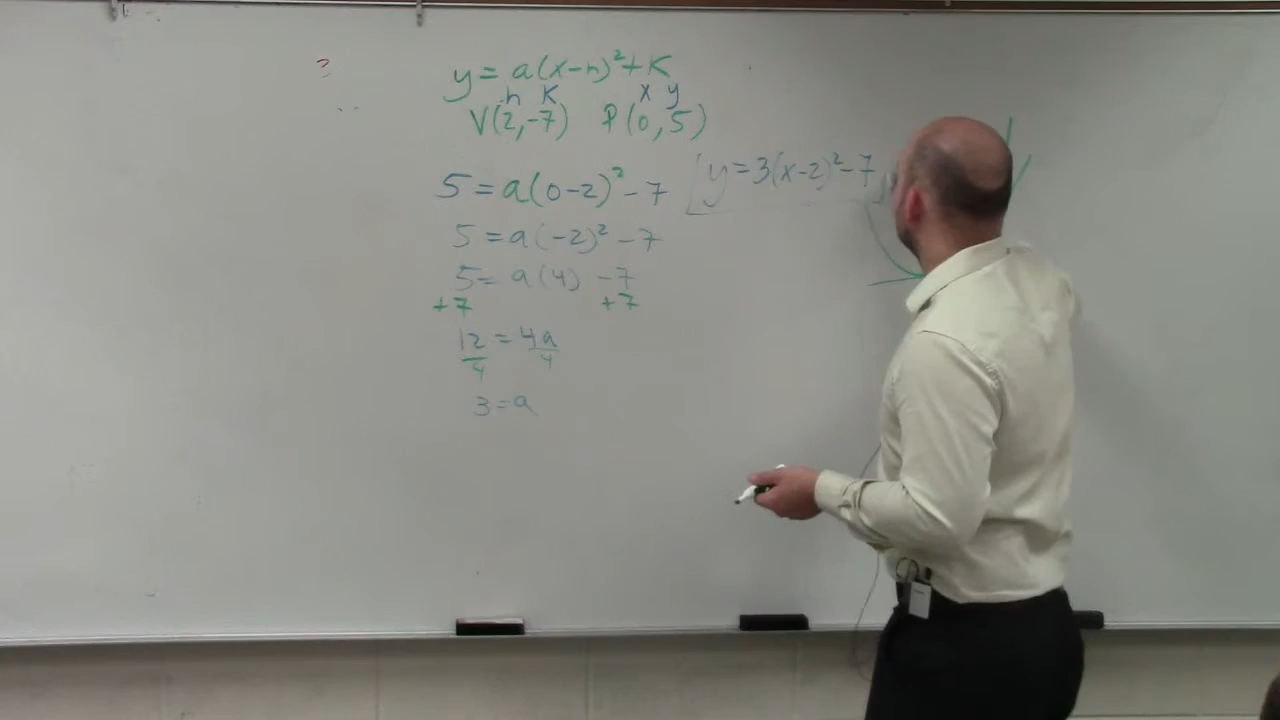 ?
y = a(x-h)²+K
h K x y
V(2,-7) P(0,5)
5 = a(0-2)² - 7
y=3(x-2)²-7
5 = a(-2)² - 7
5 = a(4) - 7
+7 +7
12 = 4a
4 4
3 = a